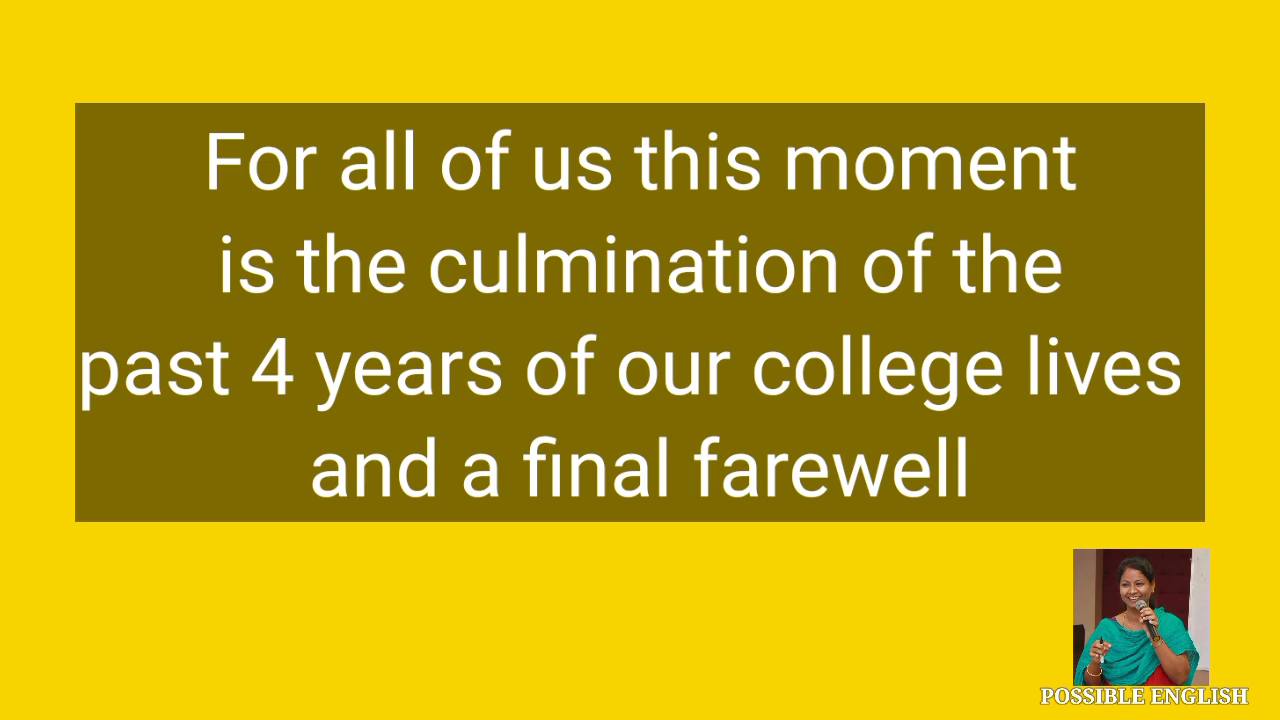 For all of us this moment
is the culmination of the
past 4 years of our college lives
and a final farewell
POSSIBLE ENGLISH